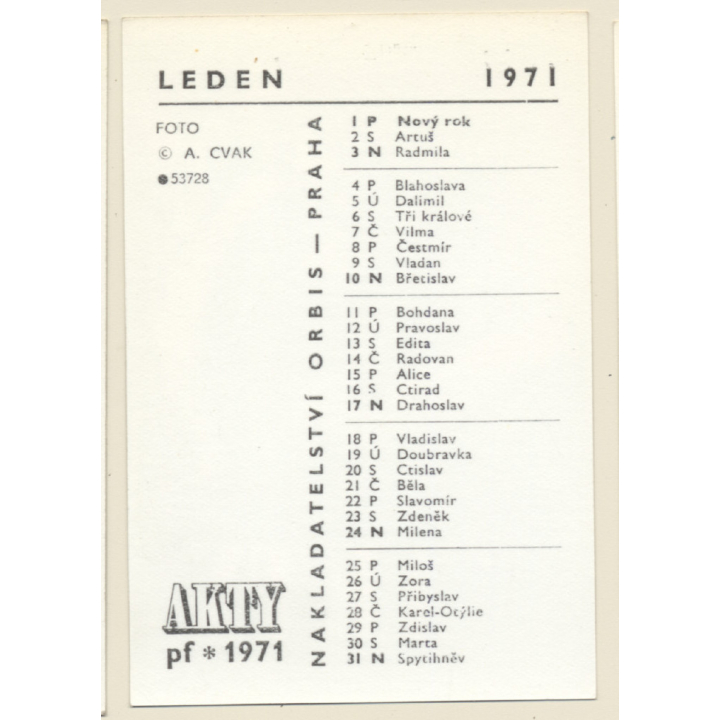 LEDEN 1971
FOTO
© A. CVAK
●53728
NAKLADATELSTVÍ ORBIS — PRAHA
1 P Nový rok
2 S Artuš
3 N Radmila
4 P Blahoslava
5 Ú Dalimil
6 S Tři králové
7 Č Vilma
8 P Čestmír
9 S Vladan
10 N Břetislav
11 P Bohdana
12 Ú Pravoslav
13 S Edita
14 Č Radovan
15 P Alice
16 S Ctirad
17 N Drahoslav
18 P Vladislav
19 Ú Doubravka
20 S Ctislav
21 Č Běla
22 P Slavomír
23 S Zdeněk
24 N Milena
25 P Miloš
26 Ú Zora
27 S Přibyslav
28 Č Karel-Otýlie
29 P Zdislav
30 S Marta
31 N Spytihněv
AKTY
pf * 1971